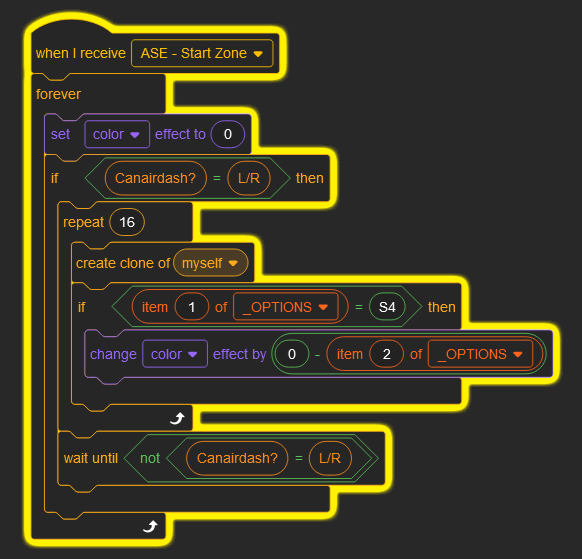 when I receive ASE - Start Zone
forever
set color effect to 0
if Canairdash? = L/R then
repeat 16
create clone of myself
if item 1 of _OPTIONS = S4 then
change color effect by 0 - item 2 of _OPTIONS
wait until not Canairdash? = L/R